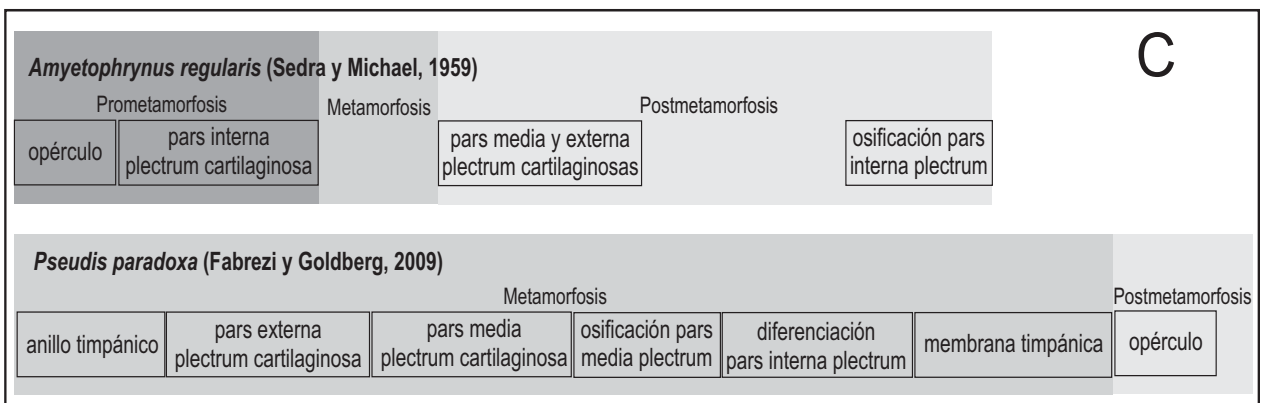 C
Amyetophrynus regularis (Sedra y Michael, 1959)
Prometamorfosis Metamorfosis Postmetamorfosis
opérculo
pars interna
plectrum cartilaginosa
pars media y externa
plectrum cartilaginosas
osificación pars
interna plectrum
Pseudis paradoxa (Fabrezi y Goldberg, 2009)
Metamorfosis Postmetamorfosis
anillo timpánico
pars externa
plectrum cartilaginosa
pars media
plectrum cartilaginosa
osificación pars
media plectrum
diferenciación
pars interna plectrum
membrana timpánica
opérculo